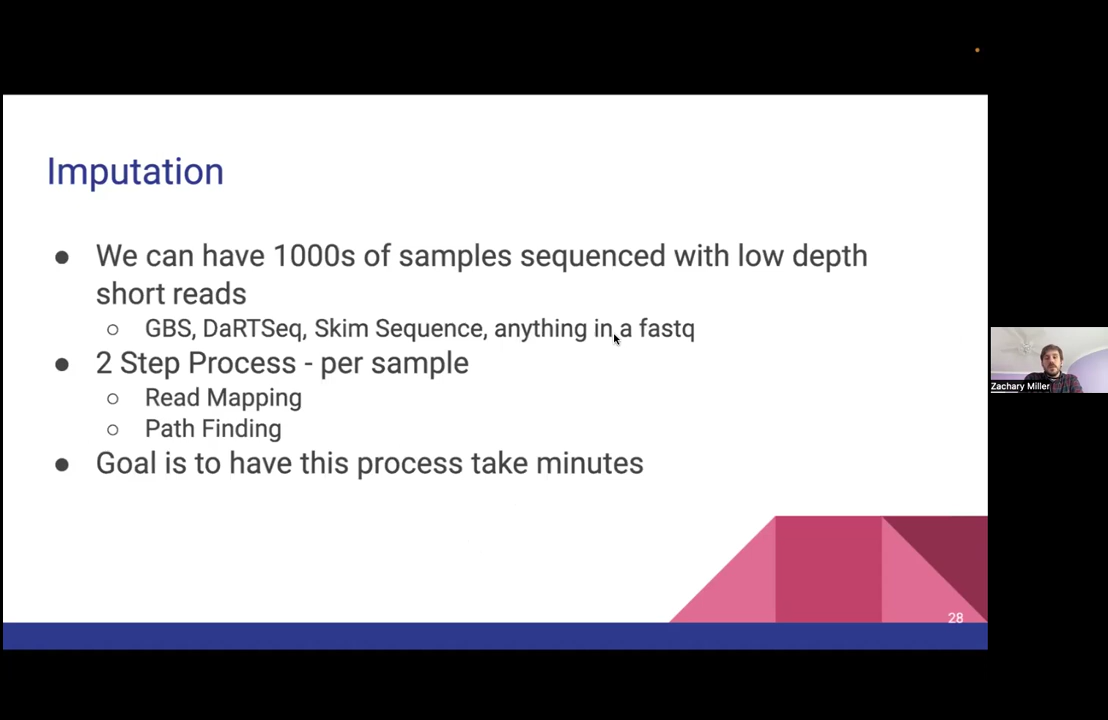 Imputation
● We can have 1000s of samples sequenced with low depth
short reads
○ GBS, DaRTSeq, Skim Sequence, anything in a fastq
● 2 Step Process - per sample
○ Read Mapping
○ Path Finding
● Goal is to have this process take minutes
28
Zachary Miller